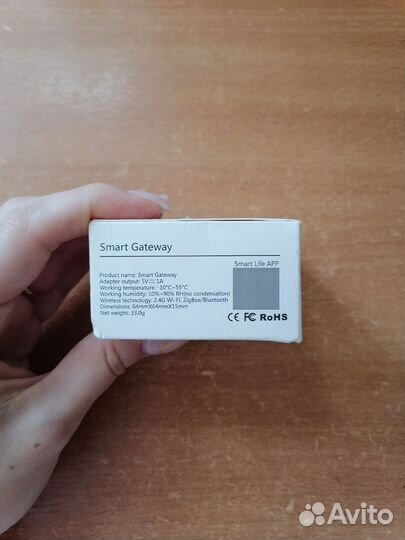 Smart Gateway
Smart Life APP
Product name: Smart Gateway
Adapter output: 5V⎓1A
Working temperature: -10°C~55°C
Working humidity: 10%~90% RH(no condensation)
Wireless technology: 2.4G Wi-Fi; ZigBee/Bluetooth
Dimensions: 64mmX64mmX15mm
Net weight: 33.0g
CE FC RoHS
Avito